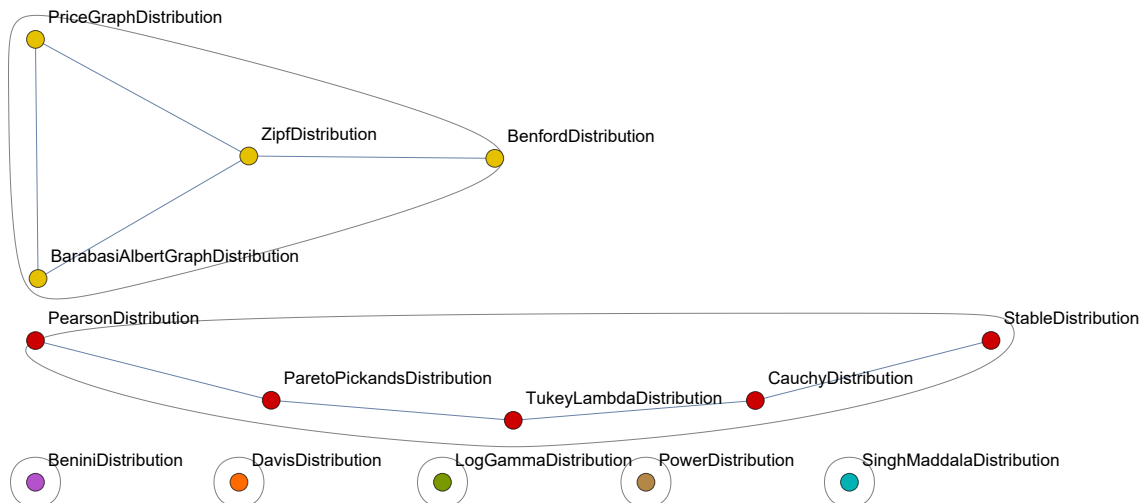 PriceGraphDistribution
ZipfDistribution
BenfordDistribution
BarabasiAlbertGraphDistribution
PearsonDistribution
StableDistribution
ParetoPickandsDistribution
CauchyDistribution
TukeyLambdaDistribution
BeniniDistribution
DavisDistribution
LogGammaDistribution
PowerDistribution
SinghMaddalaDistribution